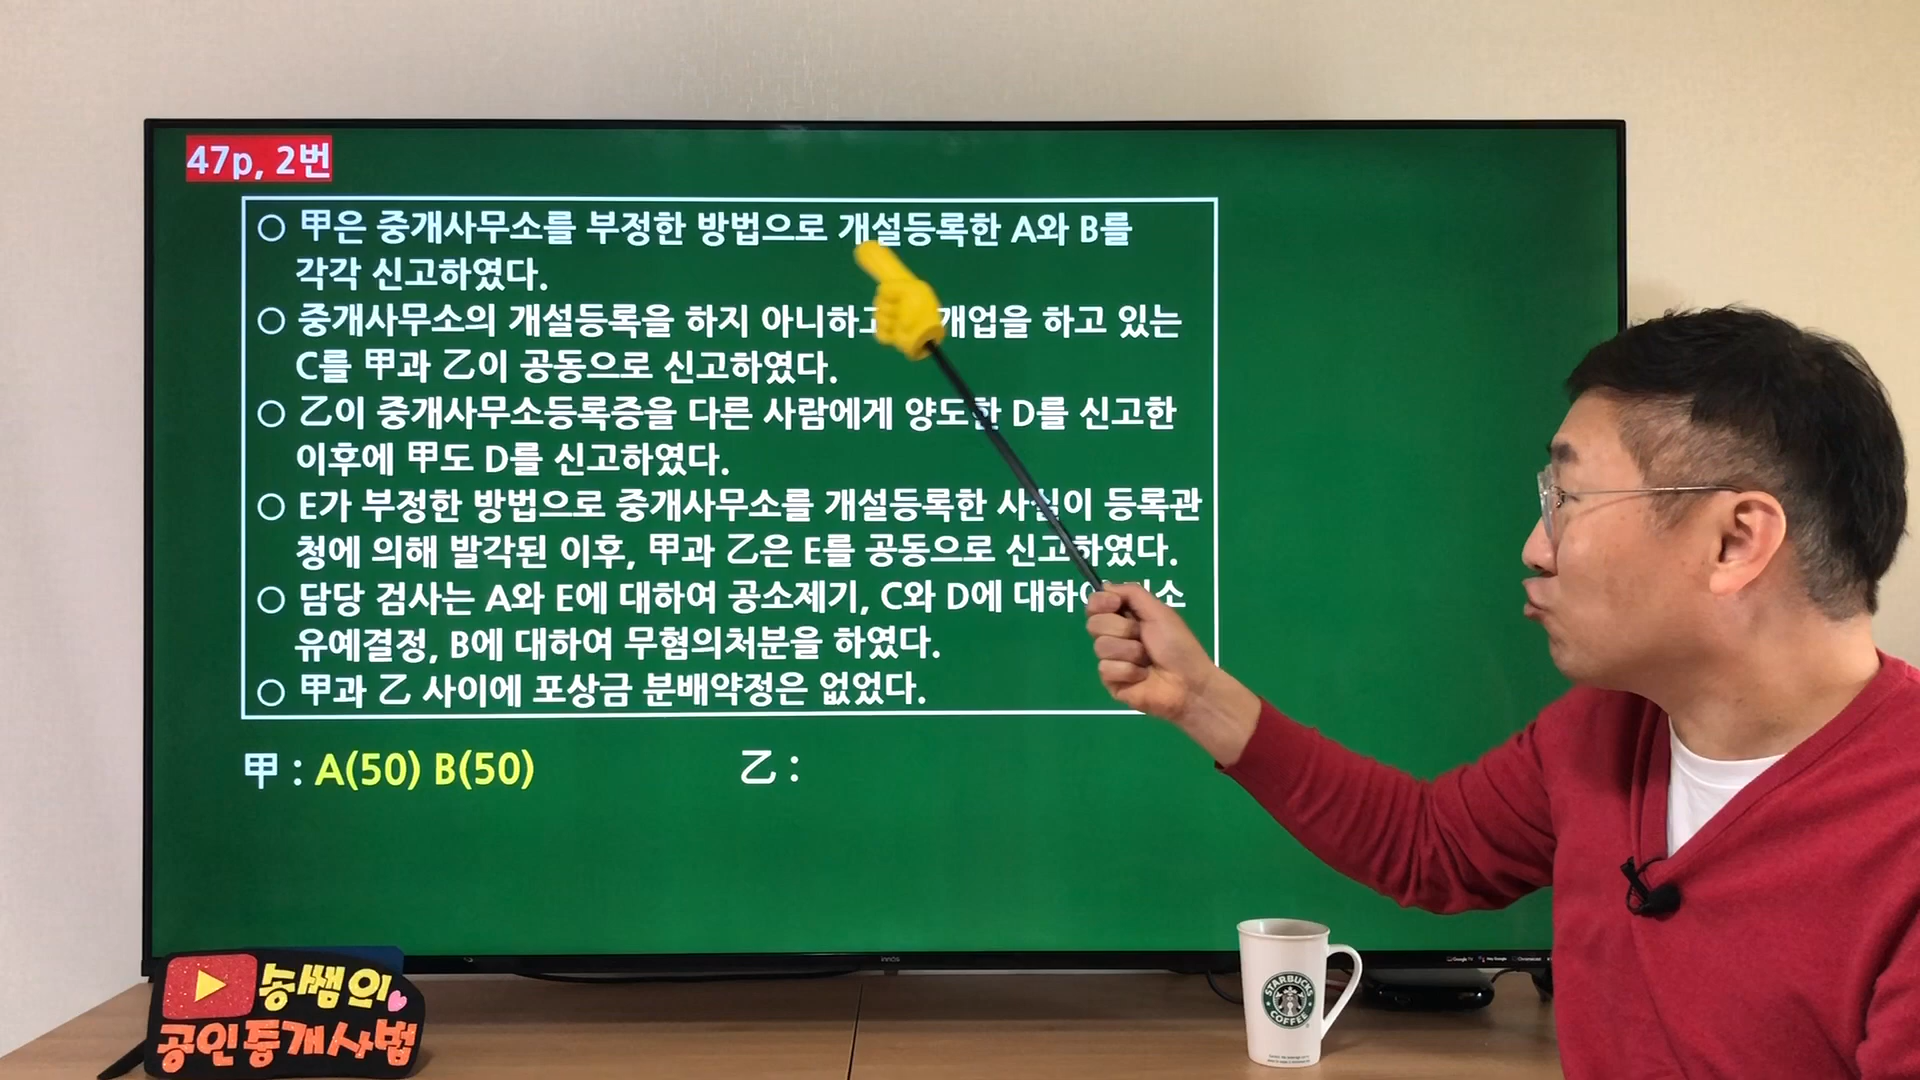 47p, 2번
○ 甲은 중개사무소를 부정한 방법으로 개설등록한 A와 B를
각각 신고하였다.
○ 중개사무소의 개설등록을 하지 아니하고 개업을 하고 있는
C를 甲과 乙이 공동으로 신고하였다.
○ 乙이 중개사무소등록증을 다른 사람에게 양도한 D를 신고한
이후에 甲도 D를 신고하였다.
○ E가 부정한 방법으로 중개사무소를 개설등록한 사실이 등록관
청에 의해 발각된 이후, 甲과 乙은 E를 공동으로 신고하였다.
○ 담당 검사는 A와 E에 대하여 공소제기, C와 D에 대하여 기소
유예결정, B에 대하여 무혐의처분을 하였다.
○ 甲과 乙 사이에 포상금 분배약정은 없었다.
甲 : A(50) B(50)
乙 :
innos
송쌤의
공인중개사법
STARBUCKS
COFFEE